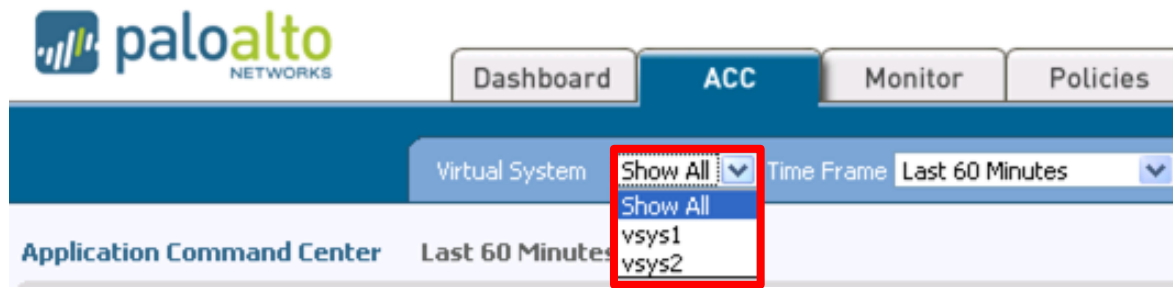 paloalto
NETWORKS
Dashboard ACC Monitor Policies
Virtual System Show All Time Frame Last 60 Minutes
Show All
vsys1
vsys2
Application Command Center Last 60 Minutes